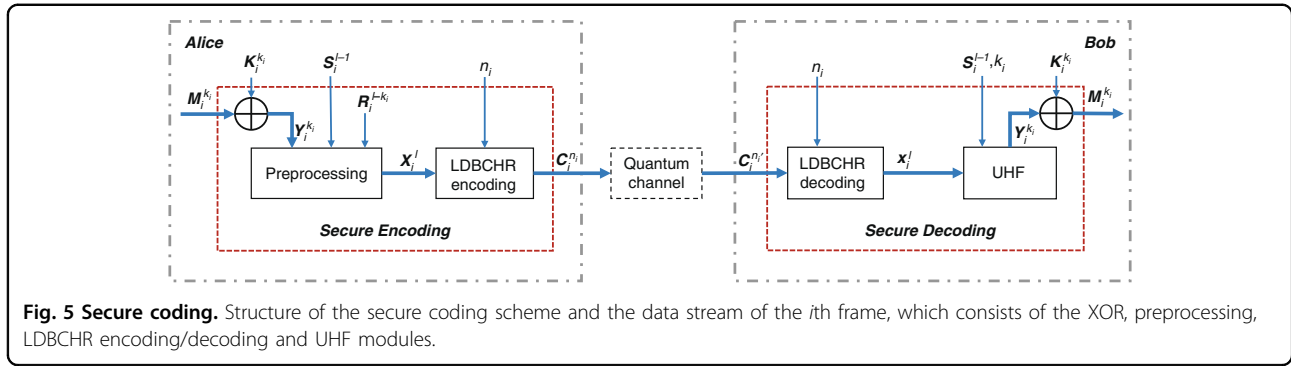 Alice
Bob
K_i^{k_i}
S_i^{l–1}
n_i
n_i
S_i^{l–1}, k_i
K_i^{k_i}
M_i^{k_i}
R_i^{l–k_i}
M_i^{k_i}
Y_i^{k_i}
Y_i^{k_i}
Preprocessing
X_i^l
LDBCHR
encoding
C_i^{n_i}
Quantum
channel
C_i^{n_i'}
LDBCHR
decoding
x_i^l
UHF
Secure Encoding
Secure Decoding
Fig. 5 Secure coding. Structure of the secure coding scheme and the data stream of the ith frame, which consists of the XOR, preprocessing,
LDBCHR encoding/decoding and UHF modules.